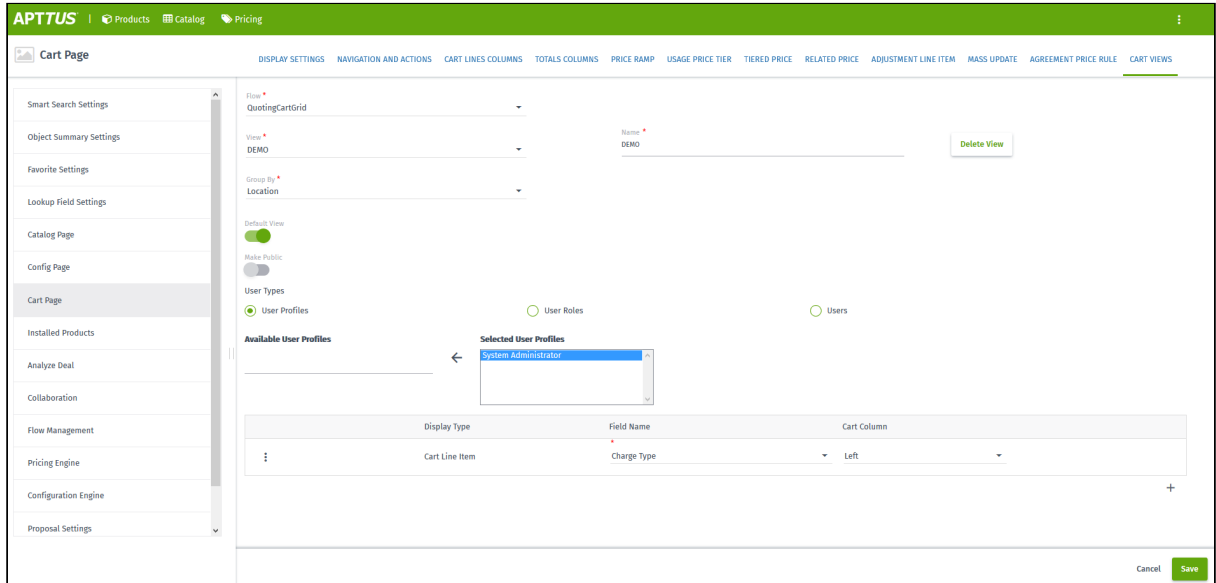 APTTUS
Products
Catalog
Pricing
Cart Page
DISPLAY SETTINGS
NAVIGATION AND ACTIONS
CART LINES COLUMNS
TOTALS COLUMNS
PRICE RAMP
USAGE PRICE TIER
TIERED PRICE
RELATED PRICE
ADJUSTMENT LINE ITEM
MASS UPDATE
AGREEMENT PRICE RULE
CART VIEWS
Smart Search Settings
Object Summary Settings
Favorite Settings
Lookup Field Settings
Catalog Page
Config Page
Cart Page
Installed Products
Analyze Deal
Collaboration
Flow Management
Pricing Engine
Configuration Engine
Proposal Settings
Flow *
QuotingCartGrid
View *
DEMO
Name *
DEMO
Delete View
Group By *
Location
Default View
Make Public
User Types
User Profiles
User Roles
Users
Available User Profiles
Selected User Profiles
System Administrator
Display Type
Field Name
Cart Column
Cart Line Item
*
Charge Type
Left
+
Cancel
Save